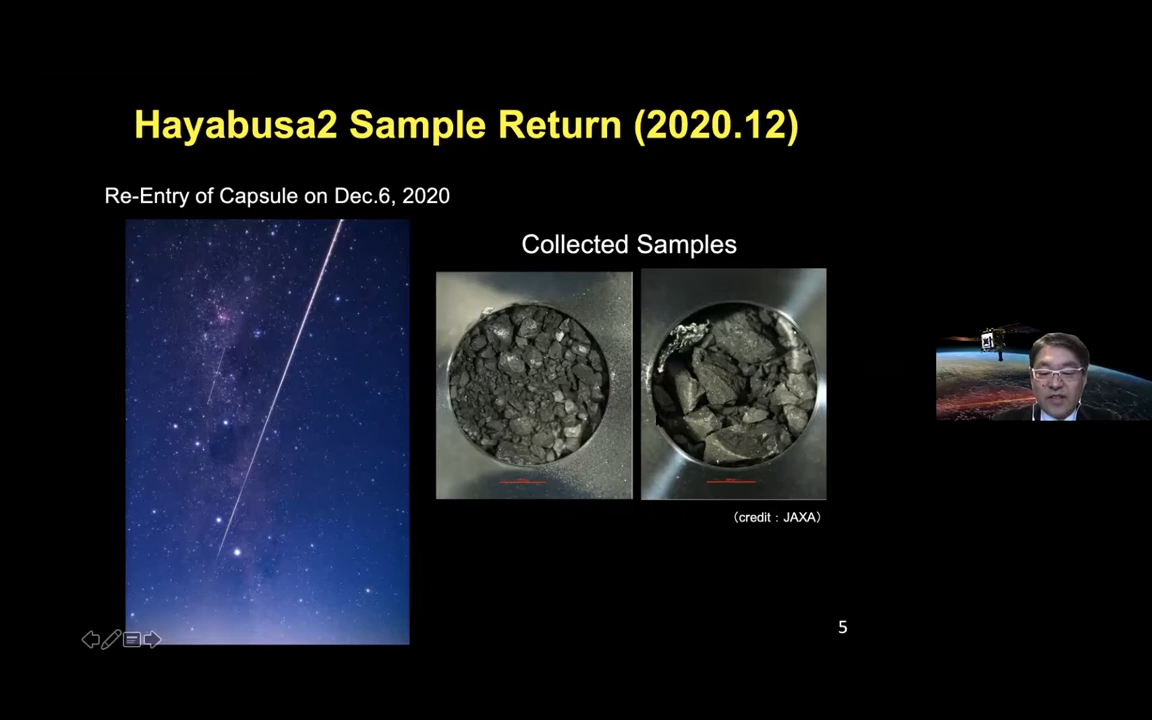 Hayabusa2 Sample Return (2020.12)
Re-Entry of Capsule on Dec.6, 2020
Collected Samples
（credit：JAXA）
5